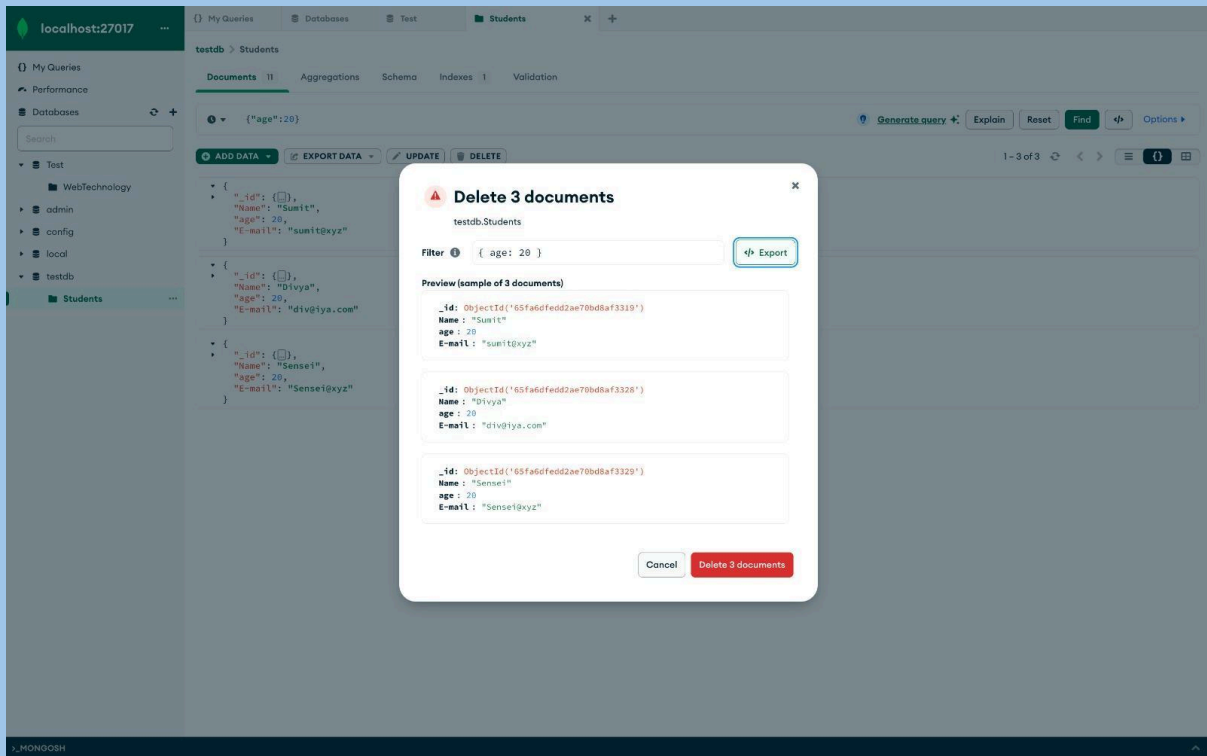 localhost:27017 ...
{} My Queries
Performance
Databases
Search
Test
WebTechnology
admin
config
local
testdb
Students ...
{} My Queries Databases Test Students
testdb > Students
Documents 11 Aggregations Schema Indexes 1 Validation
{"age":20}
Generate query Explain Reset Find </> Options
ADD DATA EXPORT DATA UPDATE DELETE
1 – 3 of 3 {}
{
"_id": {},
"Name": "Sumit",
"age": 20,
"E-mail": "sumit@xyz"
}
{
"_id": {},
"Name": "Divya",
"age": 20,
"E-mail": "div@iya.com"
}
{
"_id": {},
"Name": "Sensei",
"age": 20,
"E-mail": "Sensei@xyz"
}
Delete 3 documents
testdb.Students
Filter { age: 20 } </> Export
Preview (sample of 3 documents)
_id: ObjectId('65fa6dfedd2ae70bd8af3319')
Name : "Sumit"
age : 20
E-mail : "sumit@xyz"
_id: ObjectId('65fa6dfedd2ae70bd8af3328')
Name : "Divya"
age : 20
E-mail : "div@iya.com"
_id: ObjectId('65fa6dfedd2ae70bd8af3329')
Name : "Sensei"
age : 20
E-mail : "Sensei@xyz"
Cancel Delete 3 documents
>_MONGOSH